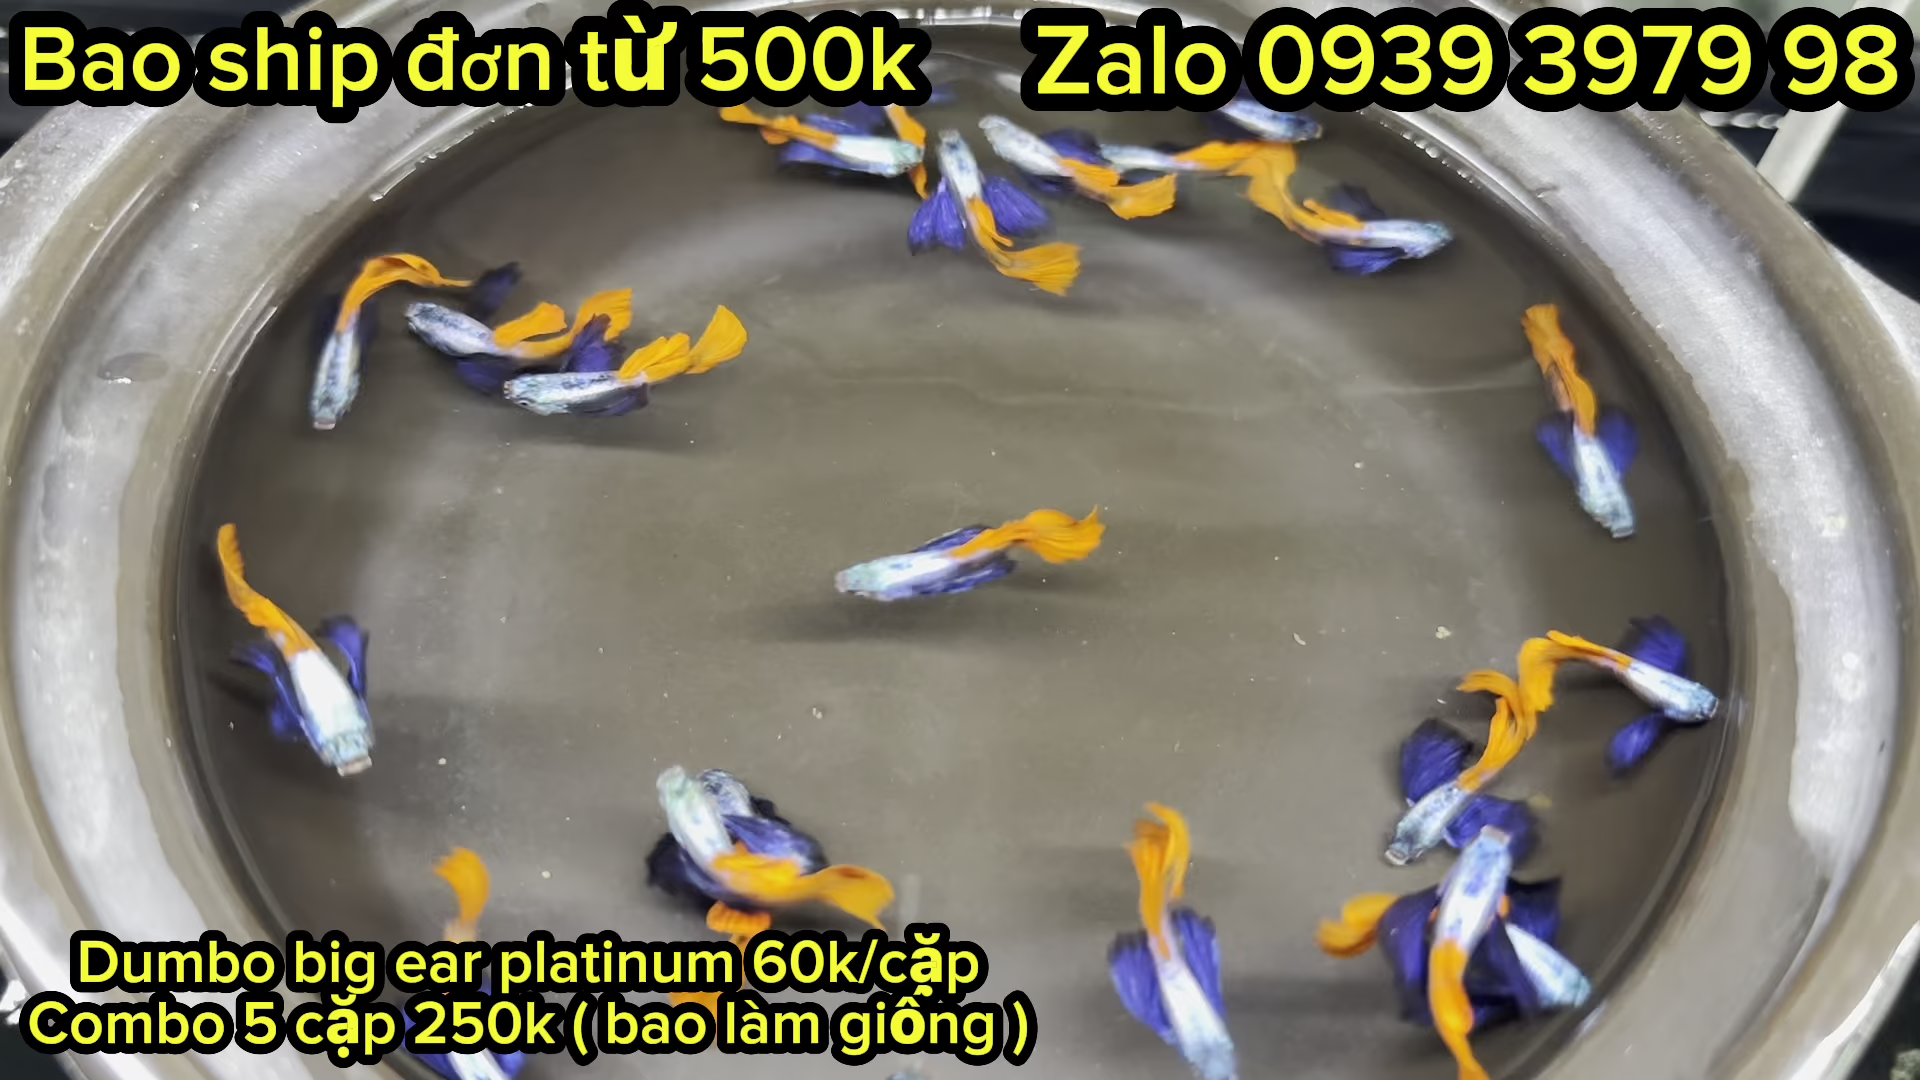 Bao ship đơn từ 500k
Zalo 0939 3979 98
Dumbo big ear platinum 60k/cặp
Combo 5 cặp 250k ( bao làm giống )